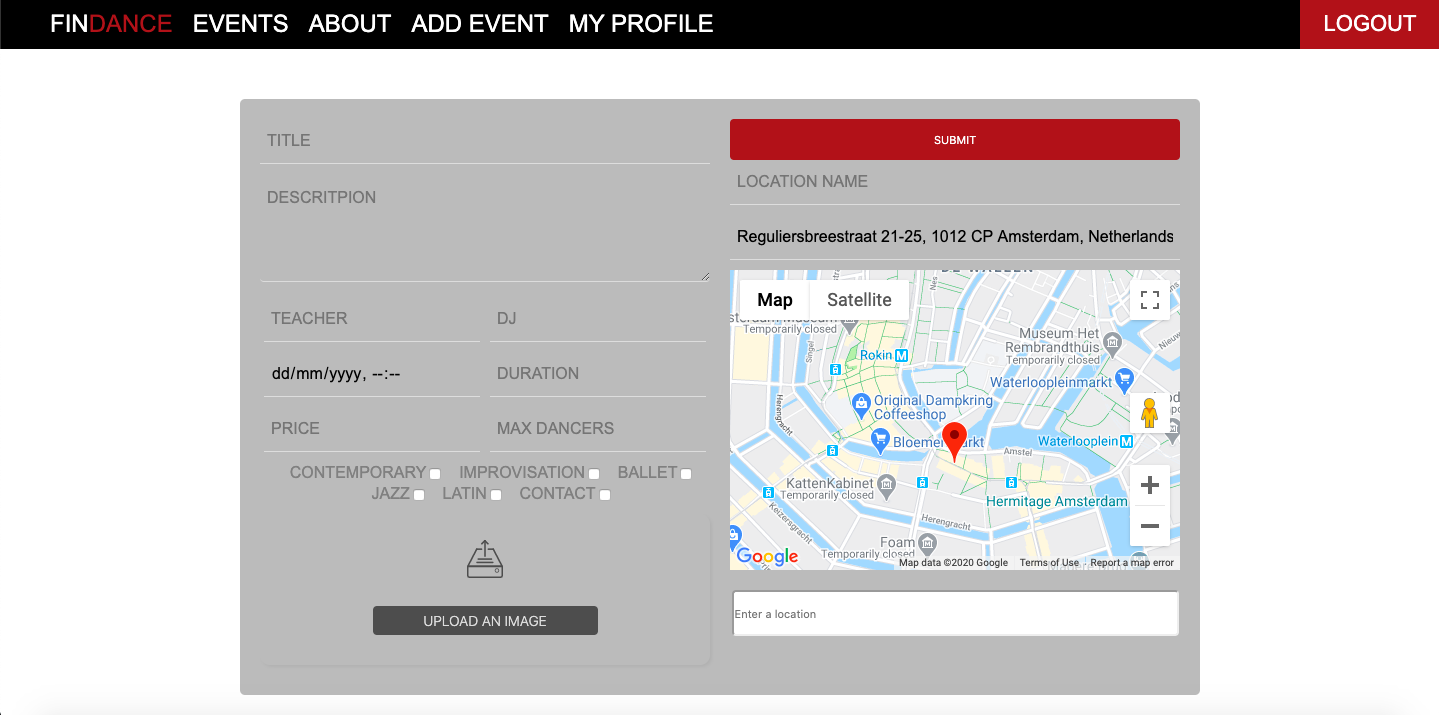 FINDANCE EVENTS ABOUT ADD EVENT MY PROFILE LOGOUT
TITLE
DESCRITPION
TEACHER DJ
dd/mm/yyyy, --:--
DURATION
PRICE MAX DANCERS
CONTEMPORARY IMPROVISATION BALLET
JAZZ LATIN CONTACT
UPLOAD AN IMAGE
SUBMIT
LOCATION NAME
Reguliersbreestraat 21-25, 1012 CP Amsterdam, Netherlands
Map Satellite
Temporarily closed
Nes
Singel
Museum Het
Rembrandthuis
Temporarily closed
Rokin M
Waterloopleinmarkt
Original Dampkring
Coffeeshop
Herengracht
Waterlooplein M
Amstel
KattenKabinet
Temporarily closed
Hermitage Amsterdam
Keizersgracht
Herengracht
Foam
Temporarily closed
Google
Map data ©2020 Google Terms of Use Report a map error
Enter a location